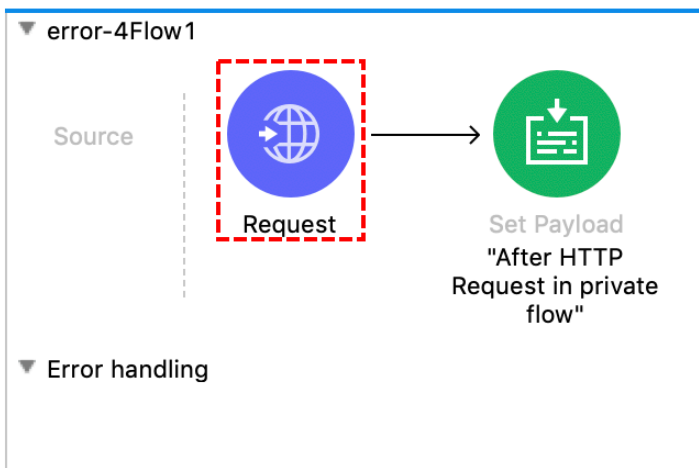 error-4Flow1
Source
Request
Set Payload
"After HTTP
Request in private
flow"
Error handling